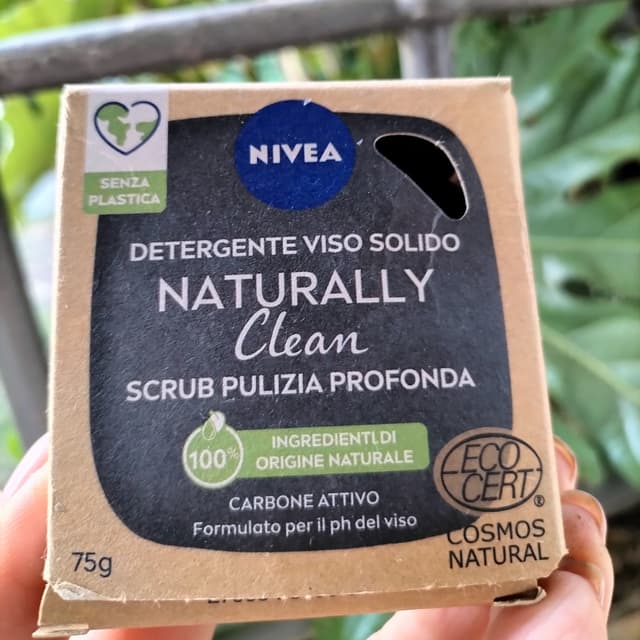 SENZA
PLASTICA
NIVEA
DETERGENTE VISO SOLIDO
NATURALLY
Clean
SCRUB PULIZIA PROFONDA
100%
INGREDIENTI DI
ORIGINE NATURALE
CARBONE ATTIVO
Formulato per il ph del viso
75g
ECO
CERT®
COSMOS
NATURAL